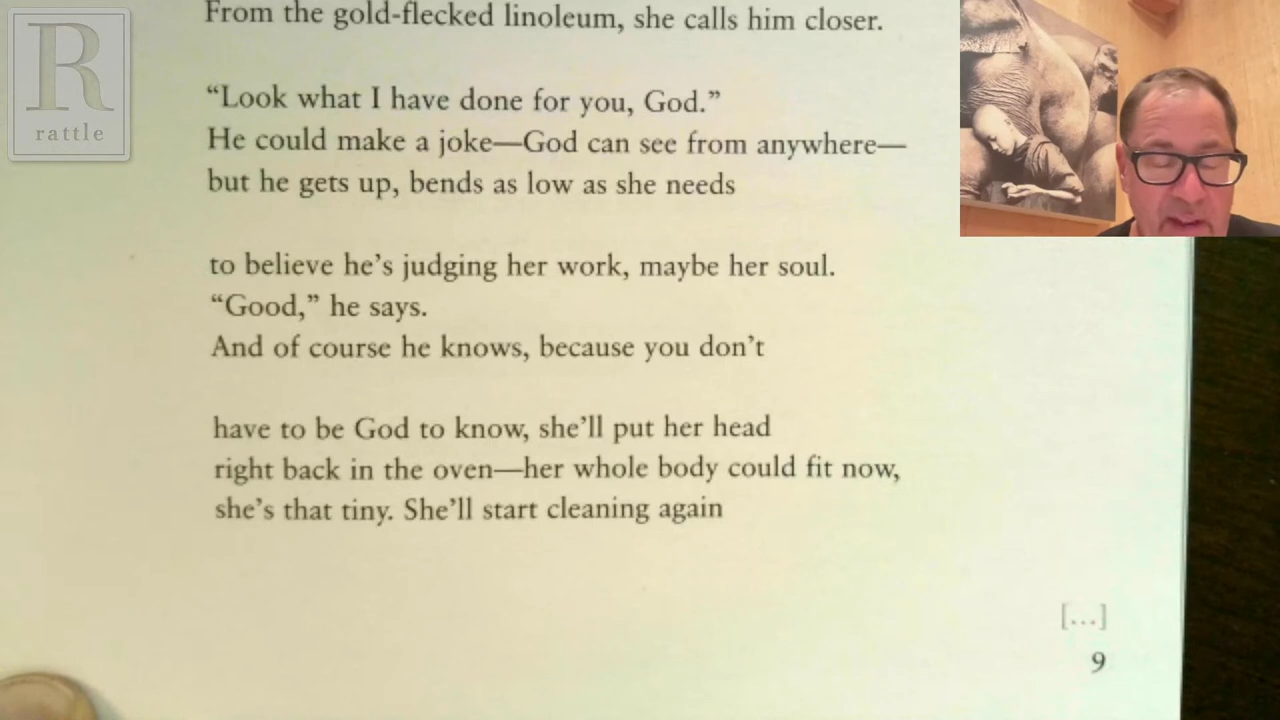 R
rattle
From the gold-flecked linoleum, she calls him closer.
“Look what I have done for you, God.”
He could make a joke—God can see from anywhere—
but he gets up, bends as low as she needs
to believe he’s judging her work, maybe her soul.
“Good,” he says.
And of course he knows, because you don’t
have to be God to know, she’ll put her head
right back in the oven—her whole body could fit now,
she’s that tiny. She’ll start cleaning again
[...]
9